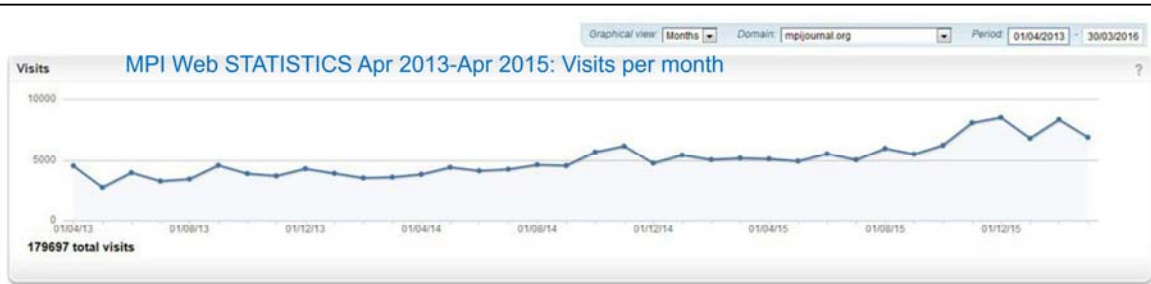 Graphical view: Months Domain: mpijournal.org Period: 01/04/2013 - 30/03/2016
Visits MPI Web STATISTICS Apr 2013-Apr 2015: Visits per month ?
10000
5000
0
01/04/13 01/08/13 01/12/13 01/04/14 01/08/14 01/12/14 01/04/15 01/08/15 01/12/15
179697 total visits